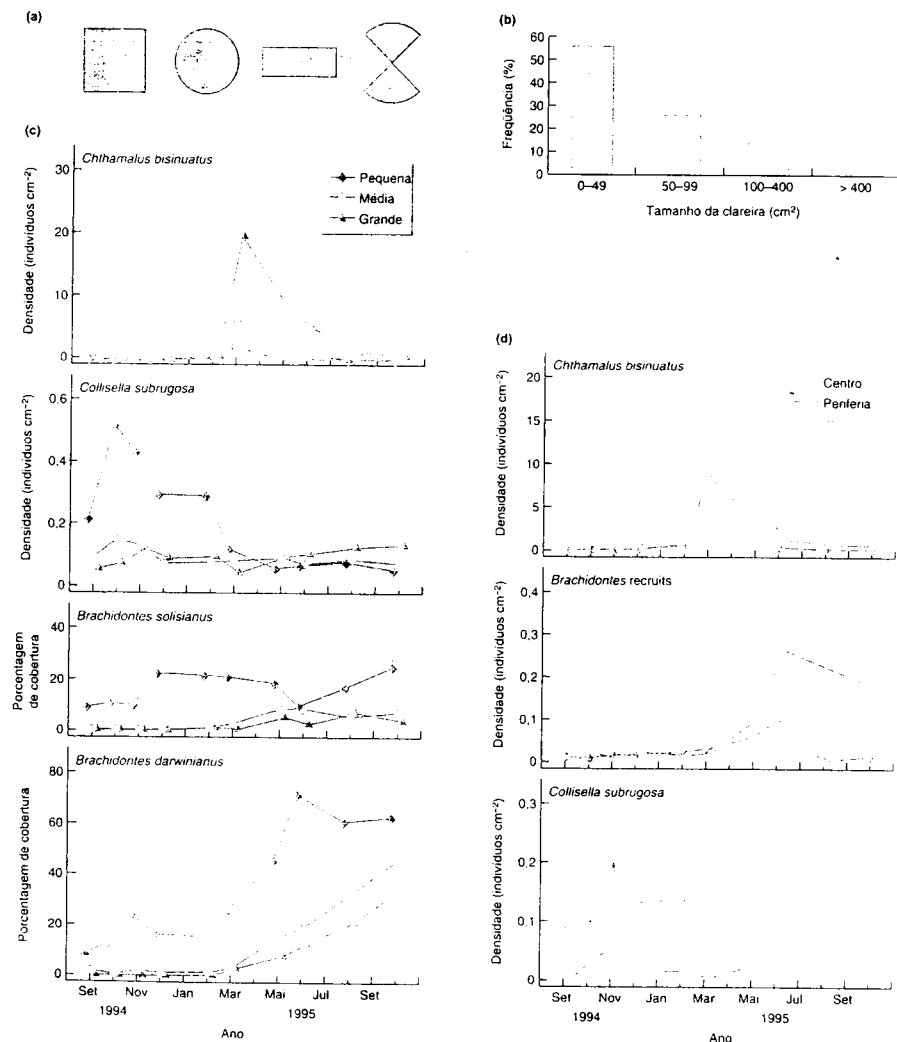 (a)
(b)
Freqüência (%)
60
50
40
30
20
10
0
0–49
50–99
100–400
> 400
Tamanho da clareira (cm²)
(c)
Chthamalus bisinuatus
Pequena
Média
Grande
Densidade (indivíduos cm⁻²)
30
20
10
0
Collisella subrugosa
Densidade (indivíduos cm⁻²)
0,6
0,4
0,2
0
Brachidontes solisianus
Porcentagem
de cobertura
40
20
0
Brachidontes darwinianus
Porcentagem de cobertura
80
60
40
20
0
Set Nov Jan Mar Mai Jul Set
1994 1995
Ano
(d)
Chthamalus bisinuatus
Centro
Periferia
Densidade (indivíduos cm⁻²)
20
15
10
5
0
Brachidontes recruits
Densidade (indivíduos cm⁻²)
0,4
0,3
0,2
0,1
0
Collisella subrugosa
Densidade (indivíduos cm⁻²)
0,3
0,2
0,1
0
Set Nov Jan Mar Mai Jul Set
1994 1995
Ano